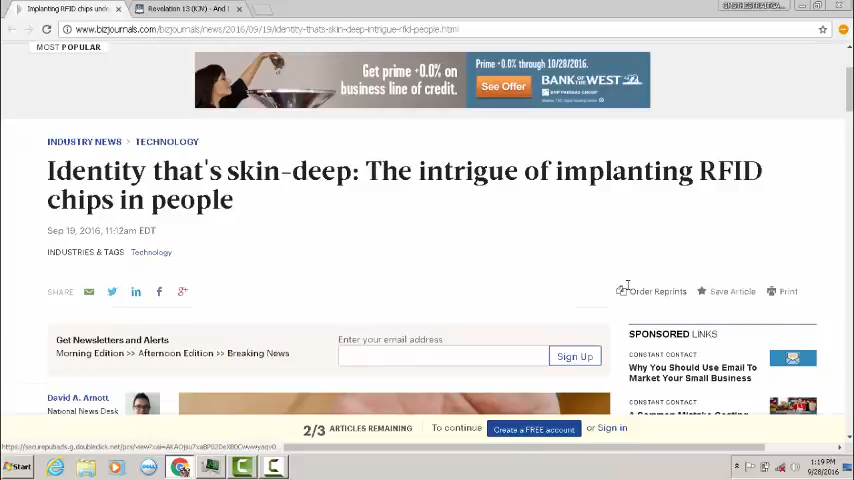 Implanting RFID chips und
Revelation 13 (KJV) - And I
www.bizjournals.com/bizjournals/news/2016/09/19/identity-thats-skin-deep-intrigue-rfid-people.html
MOST POPULAR
Get prime +0.0% on
business line of credit.
Prime +0.0% through 10/28/2016.
See Offer
BANK OF THE WEST
BNP PARIBAS GROUP
INDUSTRY NEWS > TECHNOLOGY
Identity that's skin-deep: The intrigue of implanting RFID
chips in people
Sep 19, 2016, 11:12am EDT
INDUSTRIES & TAGS Technology
SHARE
Order Reprints
Save Article
Print
Get Newsletters and Alerts
Morning Edition >> Afternoon Edition >> Breaking News
Enter your email address
Sign Up
SPONSORED LINKS
CONSTANT CONTACT
Why You Should Use Email To
Market Your Small Business
CONSTANT CONTACT
A Common Mistake Costing
David A. Arnott
National News Desk
2/3 ARTICLES REMAINING
To continue
Create a FREE account
or Sign in
Start
1:19 PM
9/28/2016